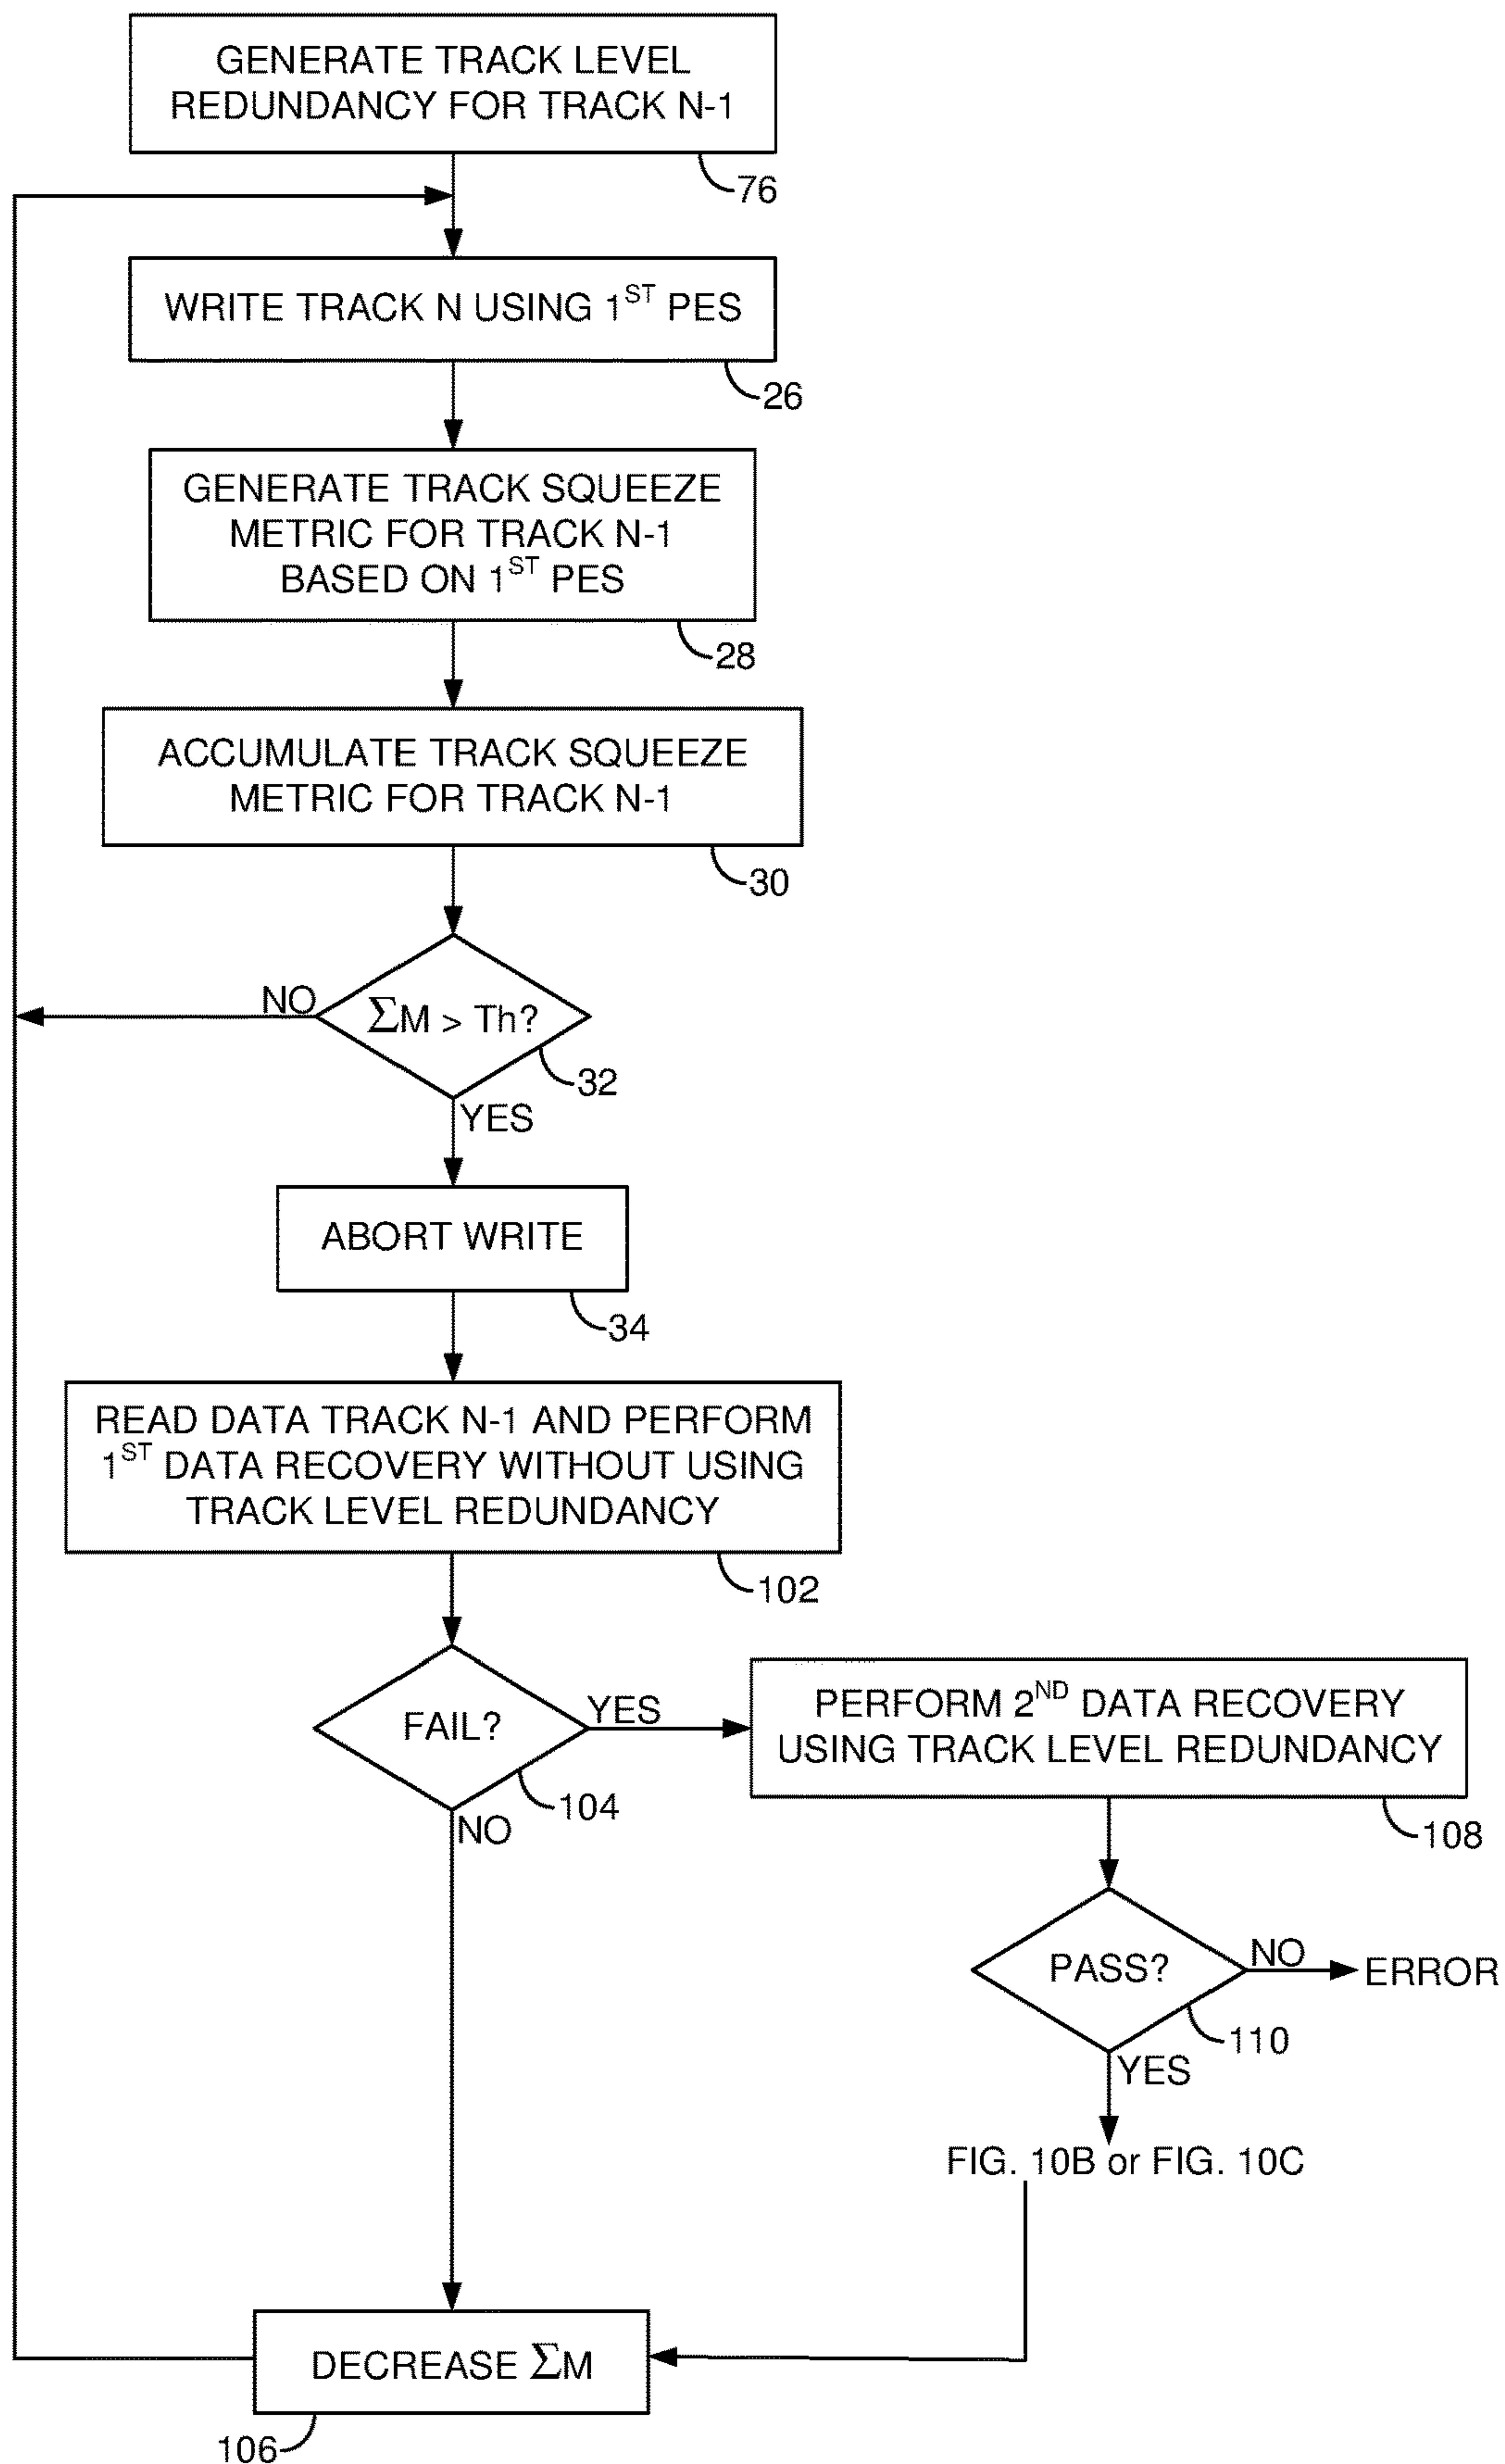 GENERATE TRACK LEVEL
REDUNDANCY FOR TRACK N-1
76
WRITE TRACK N USING 1ST PES
26
GENERATE TRACK SQUEEZE
METRIC FOR TRACK N-1
BASED ON 1ST PES
28
ACCUMULATE TRACK SQUEEZE
METRIC FOR TRACK N-1
30
NO
ΣM > Th?
32
YES
ABORT WRITE
34
READ DATA TRACK N-1 AND PERFORM
1ST DATA RECOVERY WITHOUT USING
TRACK LEVEL REDUNDANCY
102
FAIL?
YES
104
NO
PERFORM 2ND DATA RECOVERY
USING TRACK LEVEL REDUNDANCY
108
PASS?
NO
ERROR
110
YES
FIG. 10B or FIG. 10C
DECREASE ΣM
106